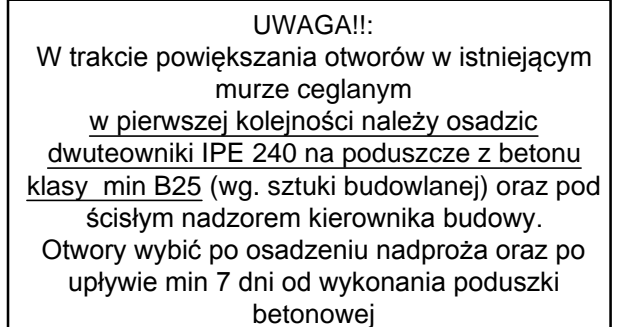 UWAGA!!:
W trakcie powiększania otworów w istniejącym
murze ceglanym
w pierwszej kolejności należy osadzic
dwuteowniki IPE 240 na poduszcze z betonu
klasy  min B25 (wg. sztuki budowlanej) oraz pod
ścisłym nadzorem kierownika budowy.
Otwory wybić po osadzeniu nadproża oraz po
upływie min 7 dni od wykonania poduszki
betonowej